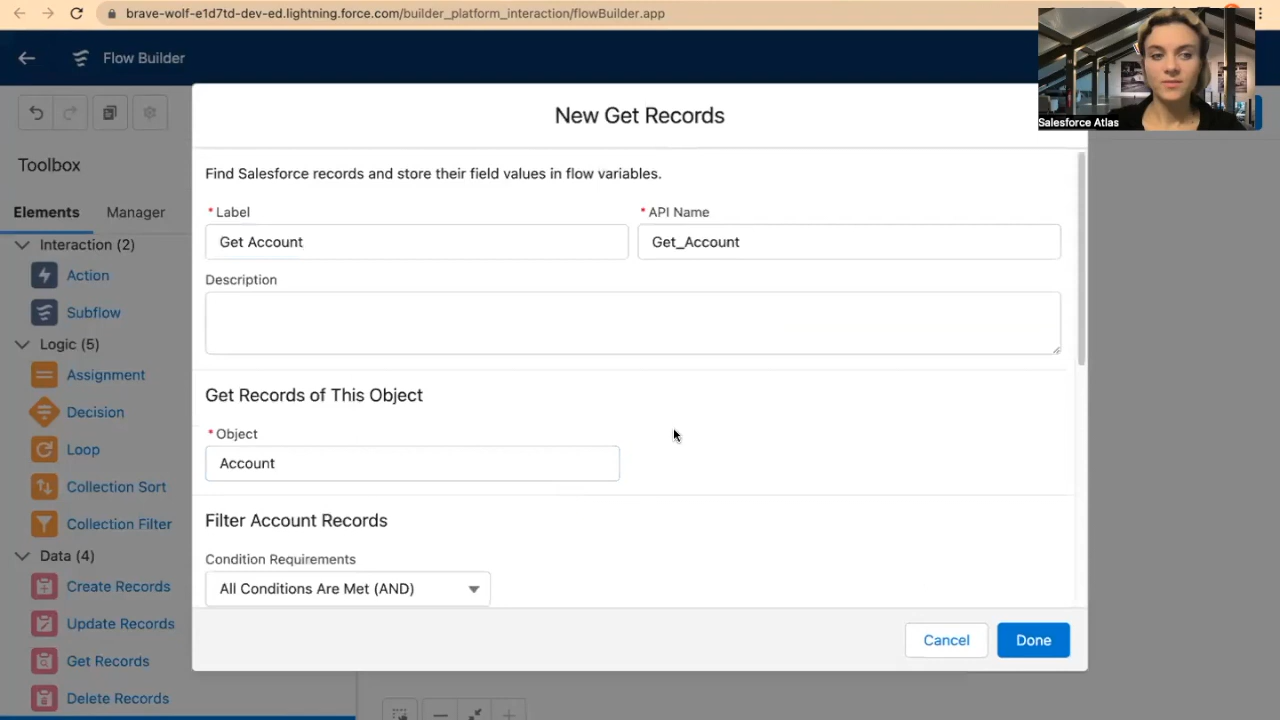 brave-wolf-e1d7td-dev-ed.lightning.force.com/builder_platform_interaction/flowBuilder.app
Flow Builder
Salesforce Atlas
New Get Records
Toolbox
Elements
Manager
Interaction (2)
Action
Subflow
Logic (5)
Assignment
Decision
Loop
Collection Sort
Collection Filter
Data (4)
Create Records
Update Records
Get Records
Delete Records
Find Salesforce records and store their field values in flow variables.
* Label
Get Account
* API Name
Get_Account
Description
Get Records of This Object
* Object
Account
Filter Account Records
Condition Requirements
All Conditions Are Met (AND)
Cancel
Done